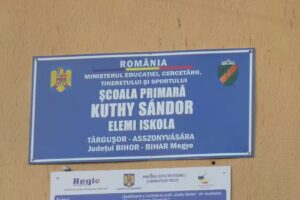 ROMÂNIA
MINISTERUL EDUCAȚIEI, CERCETĂRII,
TINERETULUI ȘI SPORTULUI
ȘCOALA PRIMARĂ
KUTHY SÁNDOR
ELEMI ISKOLA
TÂRGUȘOR - ASSZONYVÁSÁRA
Județul BIHOR - BIHAR Megye
Regio